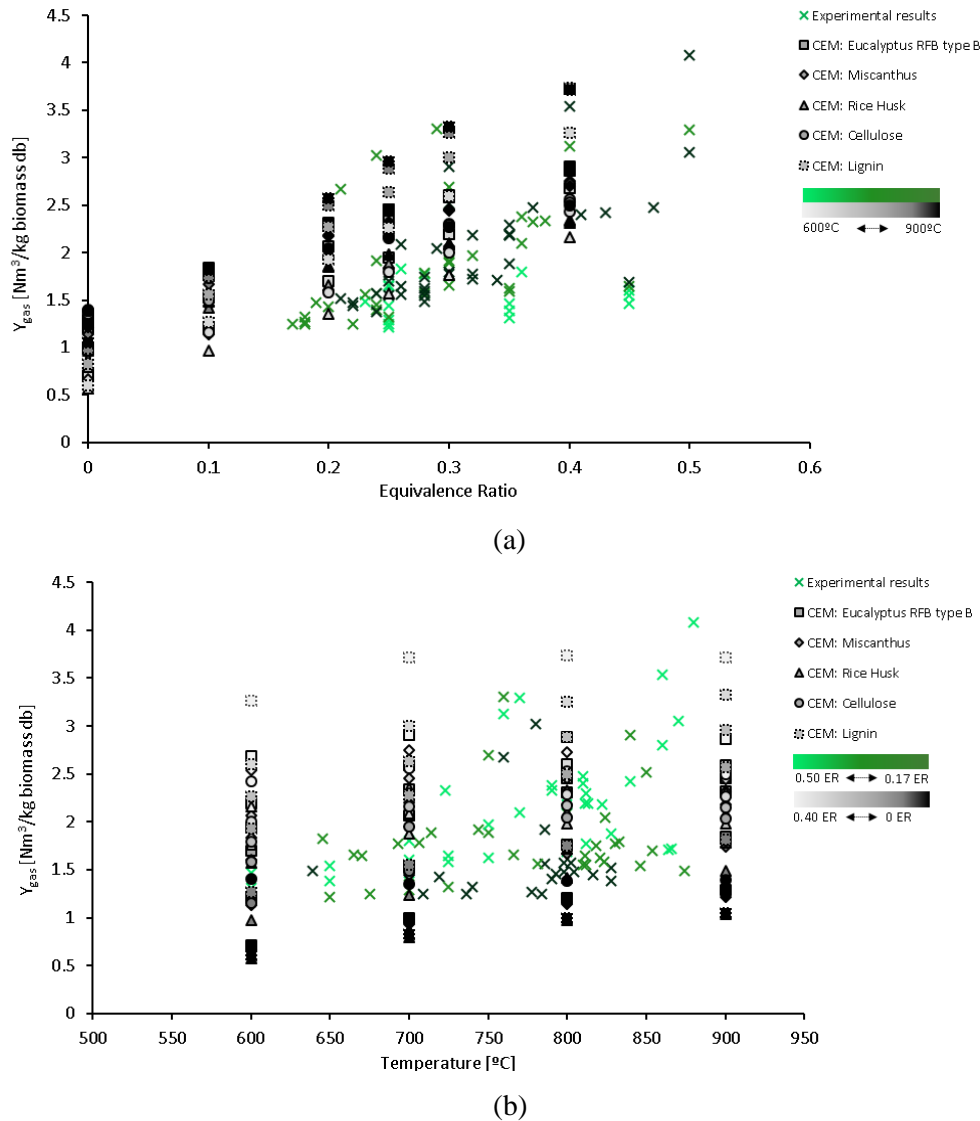 4.5
4
3.5
3
2.5
2
1.5
1
0.5
0
Ygas [Nm³/kg biomass db]
0 0.1 0.2 0.3 0.4 0.5 0.6
Equivalence Ratio
Experimental results
CEM: Eucalyptus RFB type B
CEM: Miscanthus
CEM: Rice Husk
CEM: Cellulose
CEM: Lignin
600ºC 900ºC
(a)
4.5
4
3.5
3
2.5
2
1.5
1
0.5
0
Ygas [Nm³/kg biomass db]
500 550 600 650 700 750 800 850 900 950
Temperature [ºC]
Experimental results
CEM: Eucalyptus RFB type B
CEM: Miscanthus
CEM: Rice Husk
CEM: Cellulose
CEM: Lignin
0.50 ER 0.17 ER
0.40 ER 0 ER
(b)